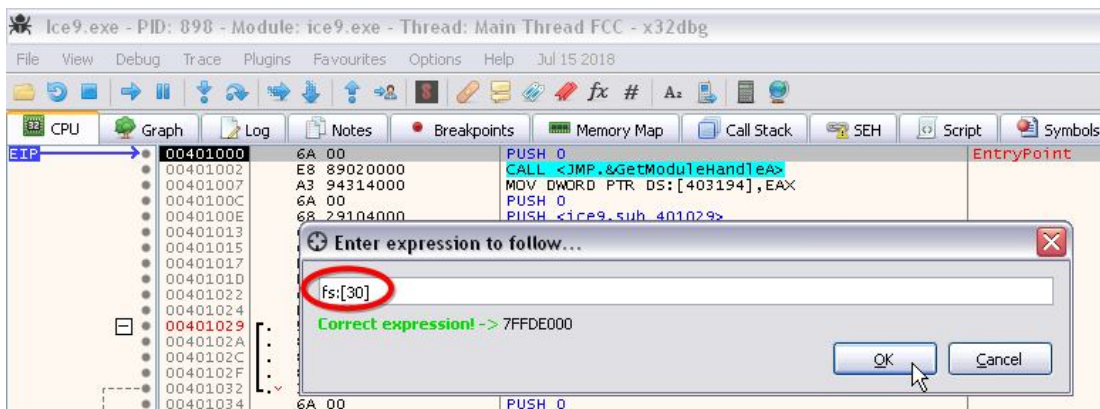 Ice9.exe - PID: 898 - Module: ice9.exe - Thread: Main Thread FCC - x32dbg
File View Debug Trace Plugins Favourites Options Help Jul 15 2018
fx # Az
32 CPU Graph Log Notes Breakpoints Memory Map Call Stack SEH Script Symbols
EIP 00401000 6A 00 PUSH 0 EntryPoint
00401002 E8 89020000 CALL <JMP.&GetModuleHandleA>
00401007 A3 94314000 MOV DWORD PTR DS:[403194],EAX
0040100C 6A 00 PUSH 0
0040100E 68 29104000 PUSH <ice9.sub_401029>
00401013
00401015
00401017
0040101D
00401022
00401024
00401029
0040102A
0040102C
0040102F
00401032
00401034 6A 00 PUSH 0
Enter expression to follow...
fs:[30]
Correct expression! -> 7FFDE000
OK Cancel